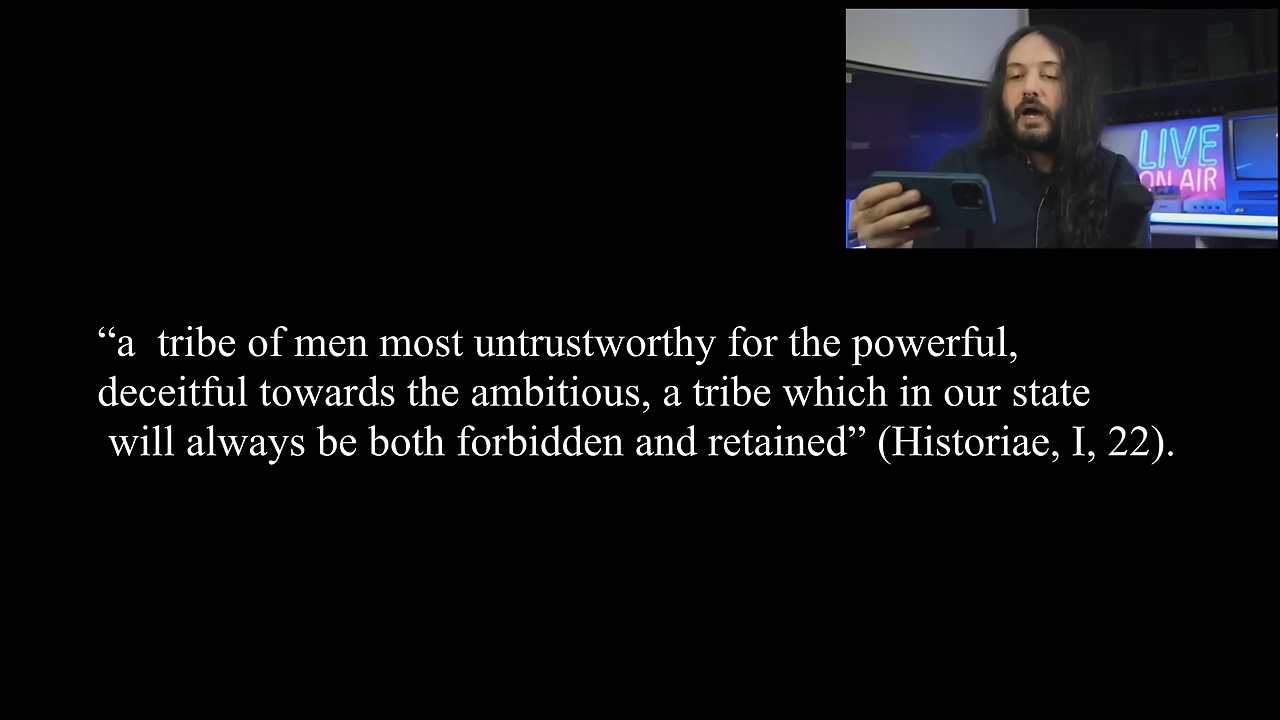 LIVE
ON AIR
“a  tribe of men most untrustworthy for the powerful,
deceitful towards the ambitious, a tribe which in our state
will always be both forbidden and retained” (Historiae, I, 22).